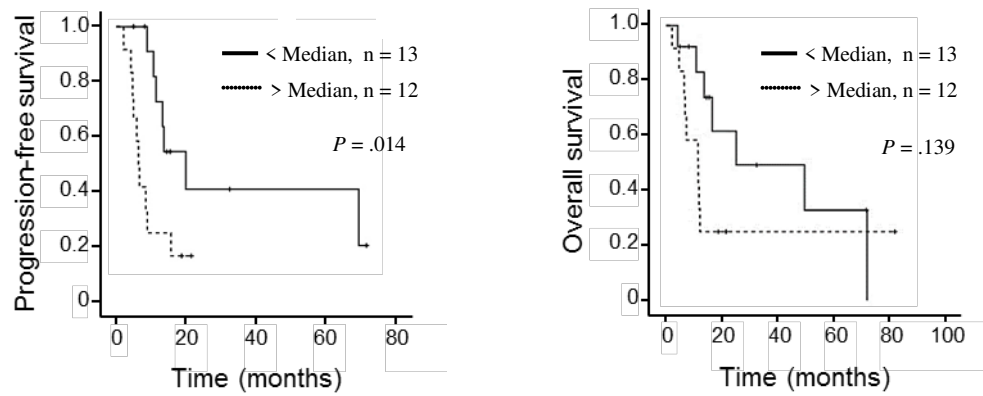 Progression-free survival
1.0
0.8
0.6
0.4
0.2
0
< Median, n = 13
> Median, n = 12
P = .014
0 20 40 60 80
Time (months)
Overall survival
1.0
0.8
0.6
0.4
0.2
0
< Median, n = 13
> Median, n = 12
P = .139
0 20 40 60 80 100
Time (months)